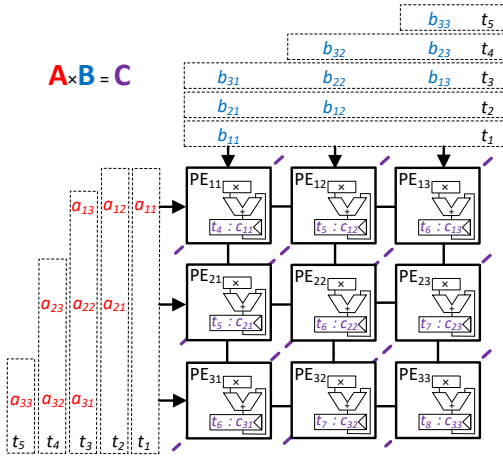 b33 t5
b32 b23 t4
A×B = C
b31 b22 b13 t3
b21 b12 t2
b11 t1
PE11 PE12 PE13
× × ×
a13 a12 a11
+ + +
t4 : c11 t5 : c12 t6 : c13
PE21 PE22 PE23
× × ×
a23 a22 a21
+ + +
t5 : c21 t6 : c22 t7 : c23
PE31 PE32 PE33
× × ×
a33 a32 a31
+ + +
t6 : c31 t7 : c32 t8 : c33
t5 t4 t3 t2 t1